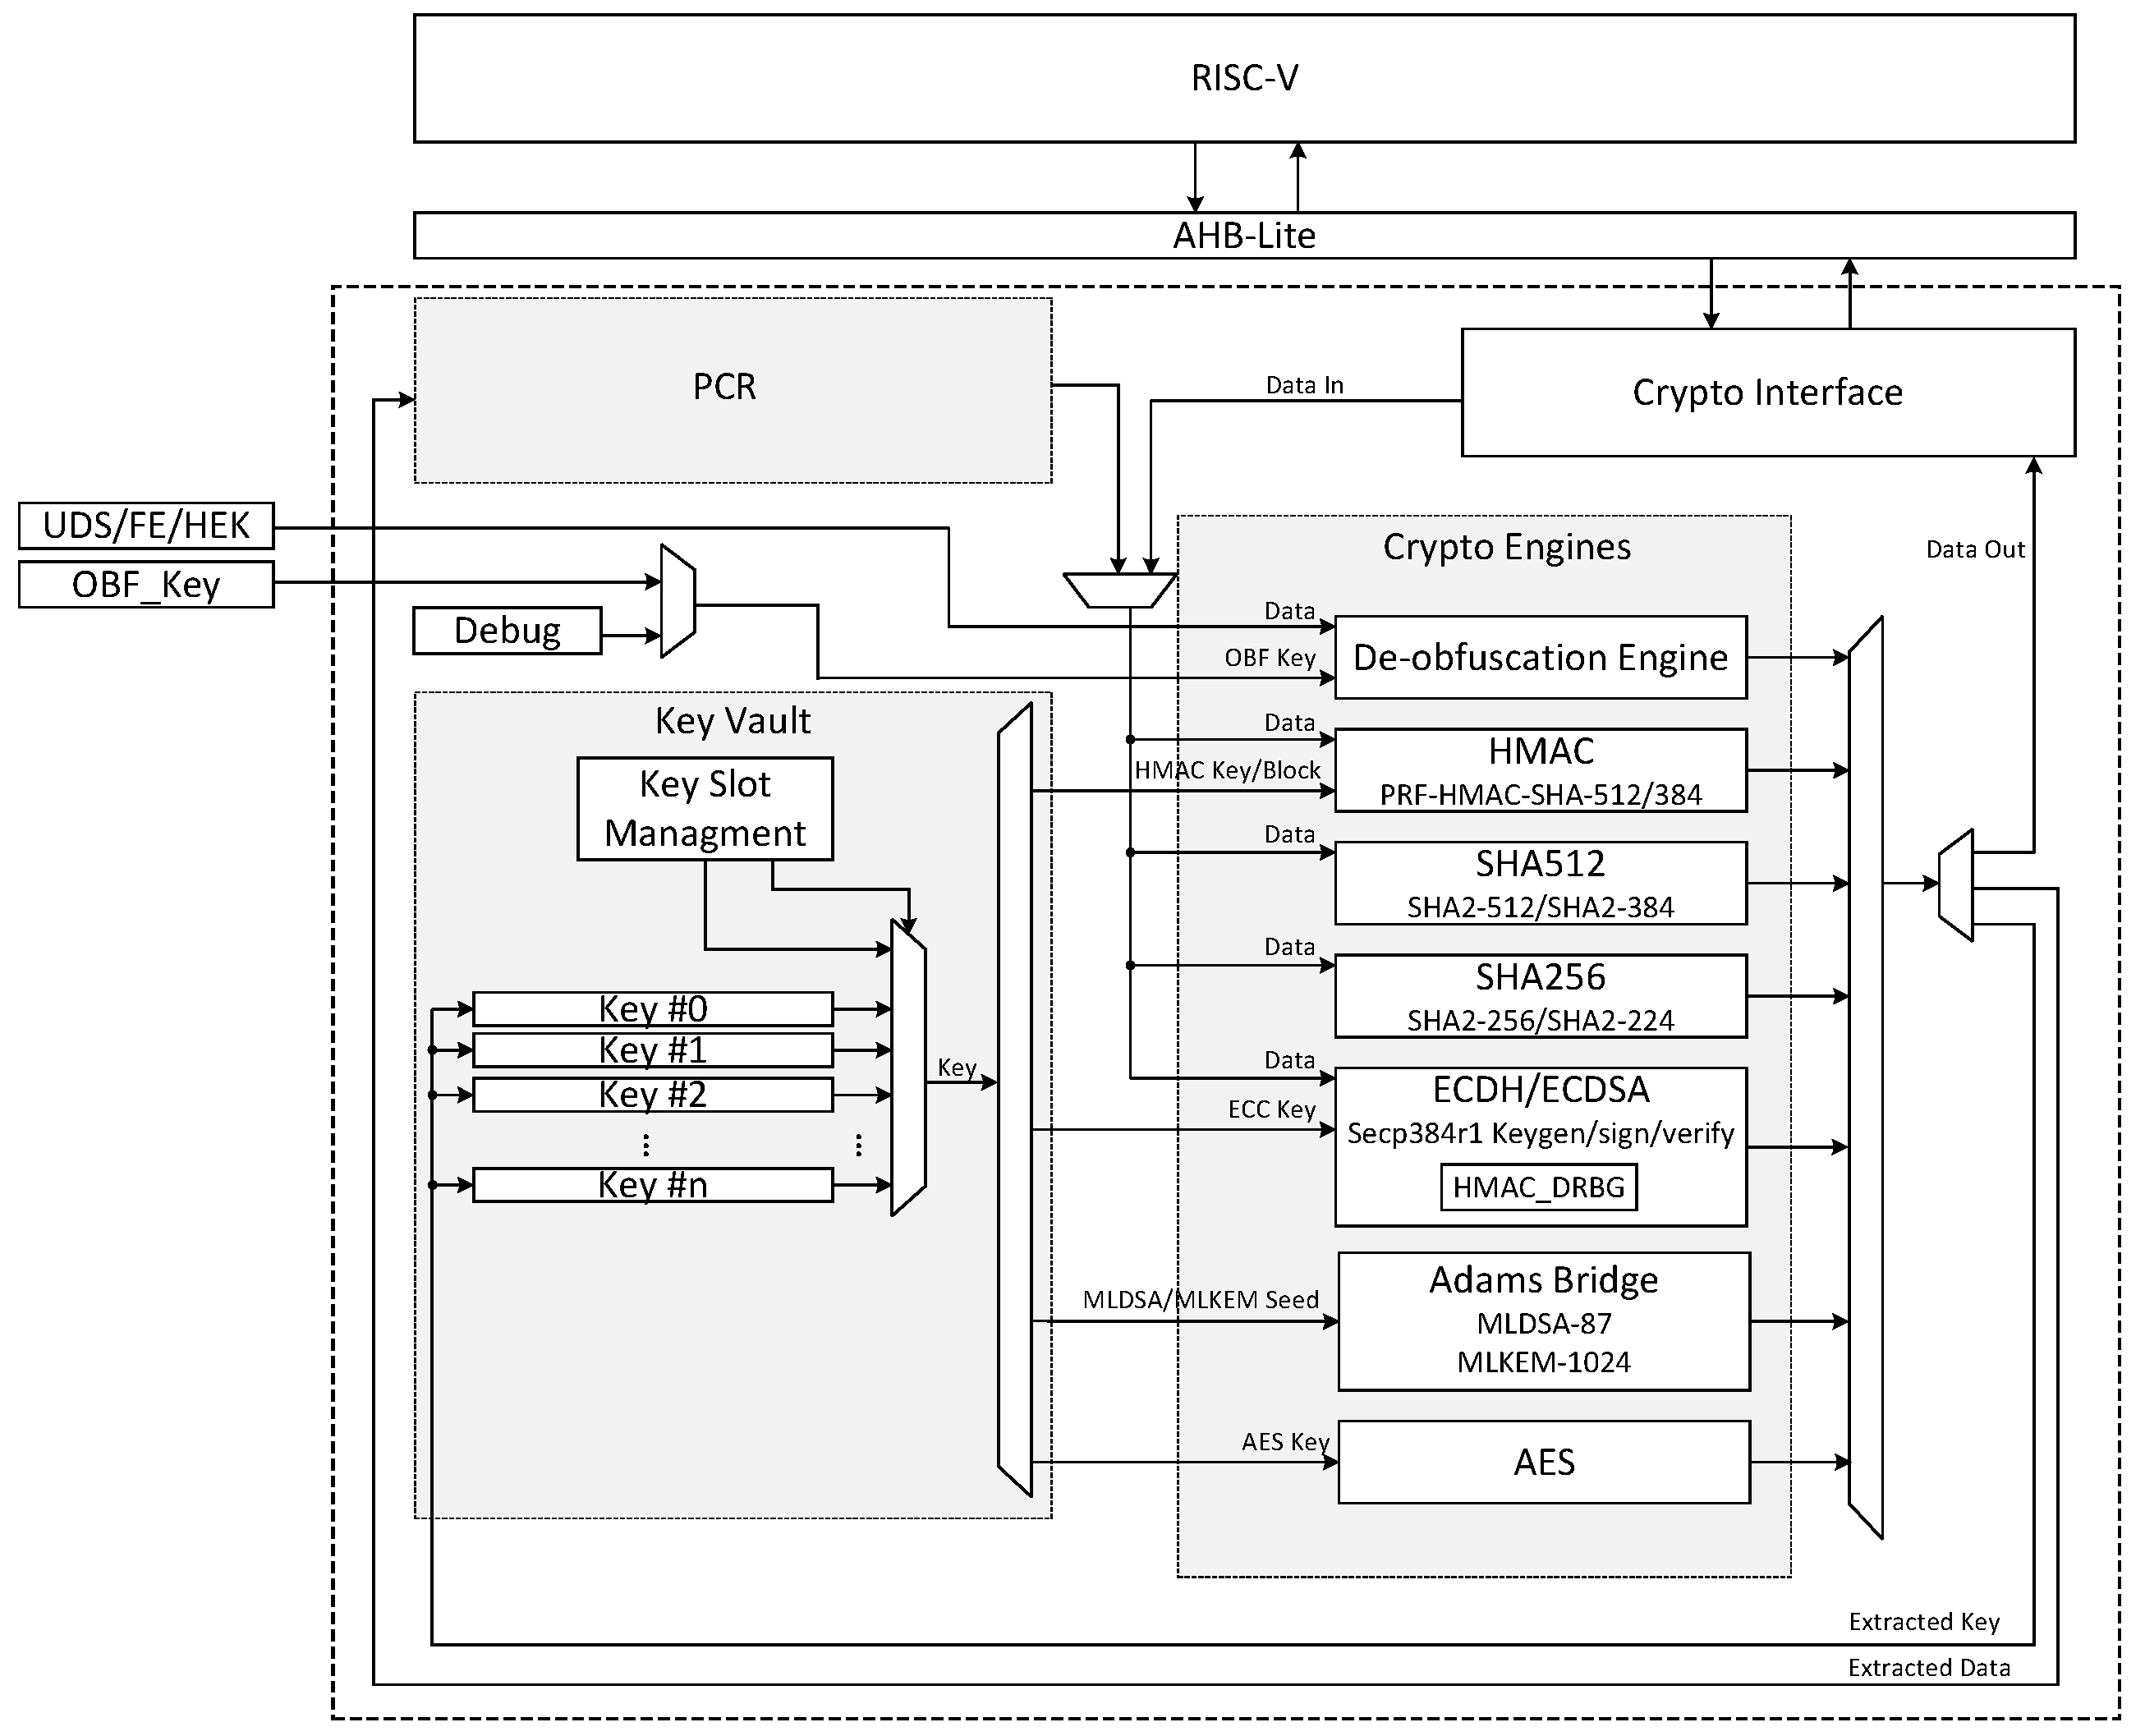 RISC-V
AHB-Lite
PCR
Data In
Crypto Interface
UDS/FE/HEK
OBF_Key
Debug
Crypto Engines
Data Out
Data
OBF Key
De-obfuscation Engine
Key Vault
Key Slot
Managment
Data
HMAC Key/Block
HMAC
PRF-HMAC-SHA-512/384
Data
SHA512
SHA2-512/SHA2-384
Data
SHA256
SHA2-256/SHA2-224
Key #0
Key #1
Key #2
Key #n
Key
Data
ECC Key
ECDH/ECDSA
Secp384r1 Keygen/sign/verify
HMAC_DRBG
MLDSA/MLKEM Seed
Adams Bridge
MLDSA-87
MLKEM-1024
AES Key
AES
Extracted Key
Extracted Data